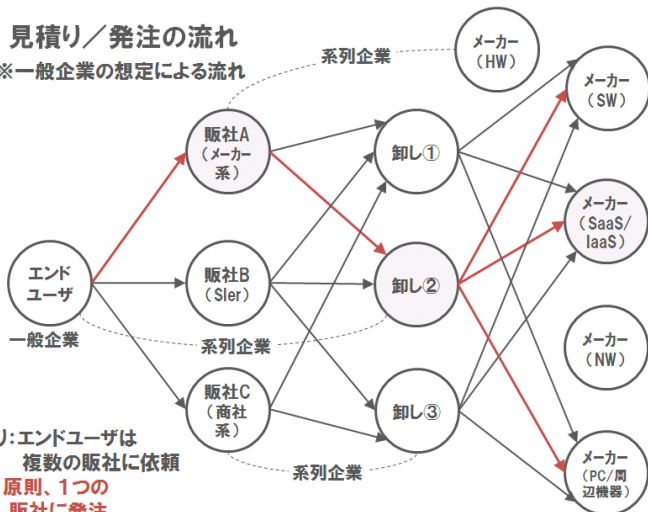 見積り／発注の流れ
※一般企業の想定による流れ
系列企業
メーカー
（HW）
メーカー
（SW）
販社A
（メーカー
系）
卸し①
メーカー
（SaaS/
IaaS）
エンド
ユーザ
販社B
（SIer）
卸し②
一般企業
系列企業
メーカー
（NW）
販社C
（商社
系）
卸し③
系列企業
メーカー
（PC/周
辺機器）
り：エンドユーザは
複数の販社に依頼
原則、１つの
販社に発注